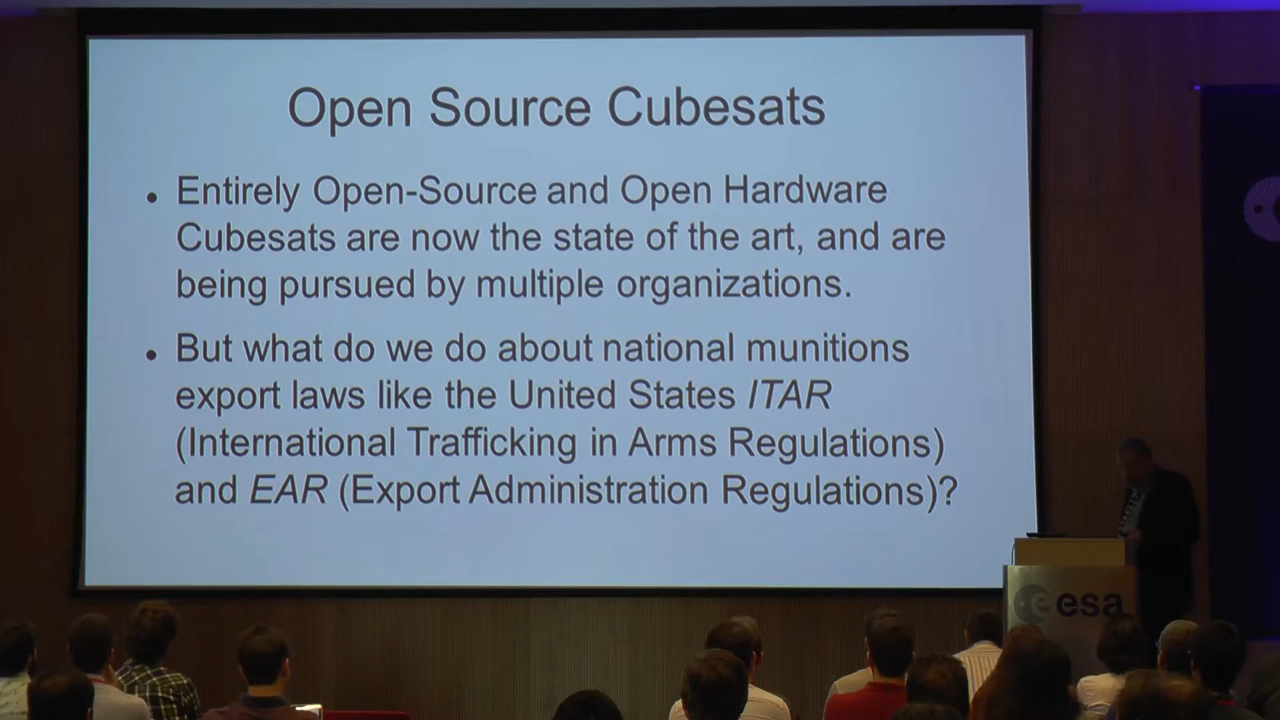 Open Source Cubesats
• Entirely Open-Source and Open Hardware
Cubesats are now the state of the art, and are
being pursued by multiple organizations.
• But what do we do about national munitions
export laws like the United States ITAR
(International Trafficking in Arms Regulations)
and EAR (Export Administration Regulations)?
esa